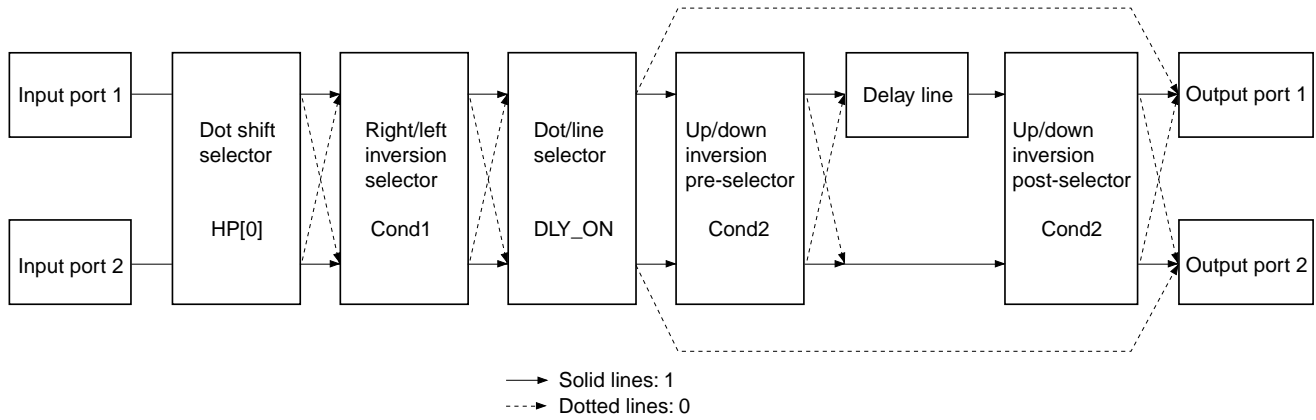 Input port 1
Input port 2
Dot shift
selector
HP[0]
Right/left
inversion
selector
Cond1
Dot/line
selector
DLY_ON
Up/down
inversion
pre-selector
Cond2
Delay line
Up/down
inversion
post-selector
Cond2
Output port 1
Output port 2
Solid lines: 1
Dotted lines: 0